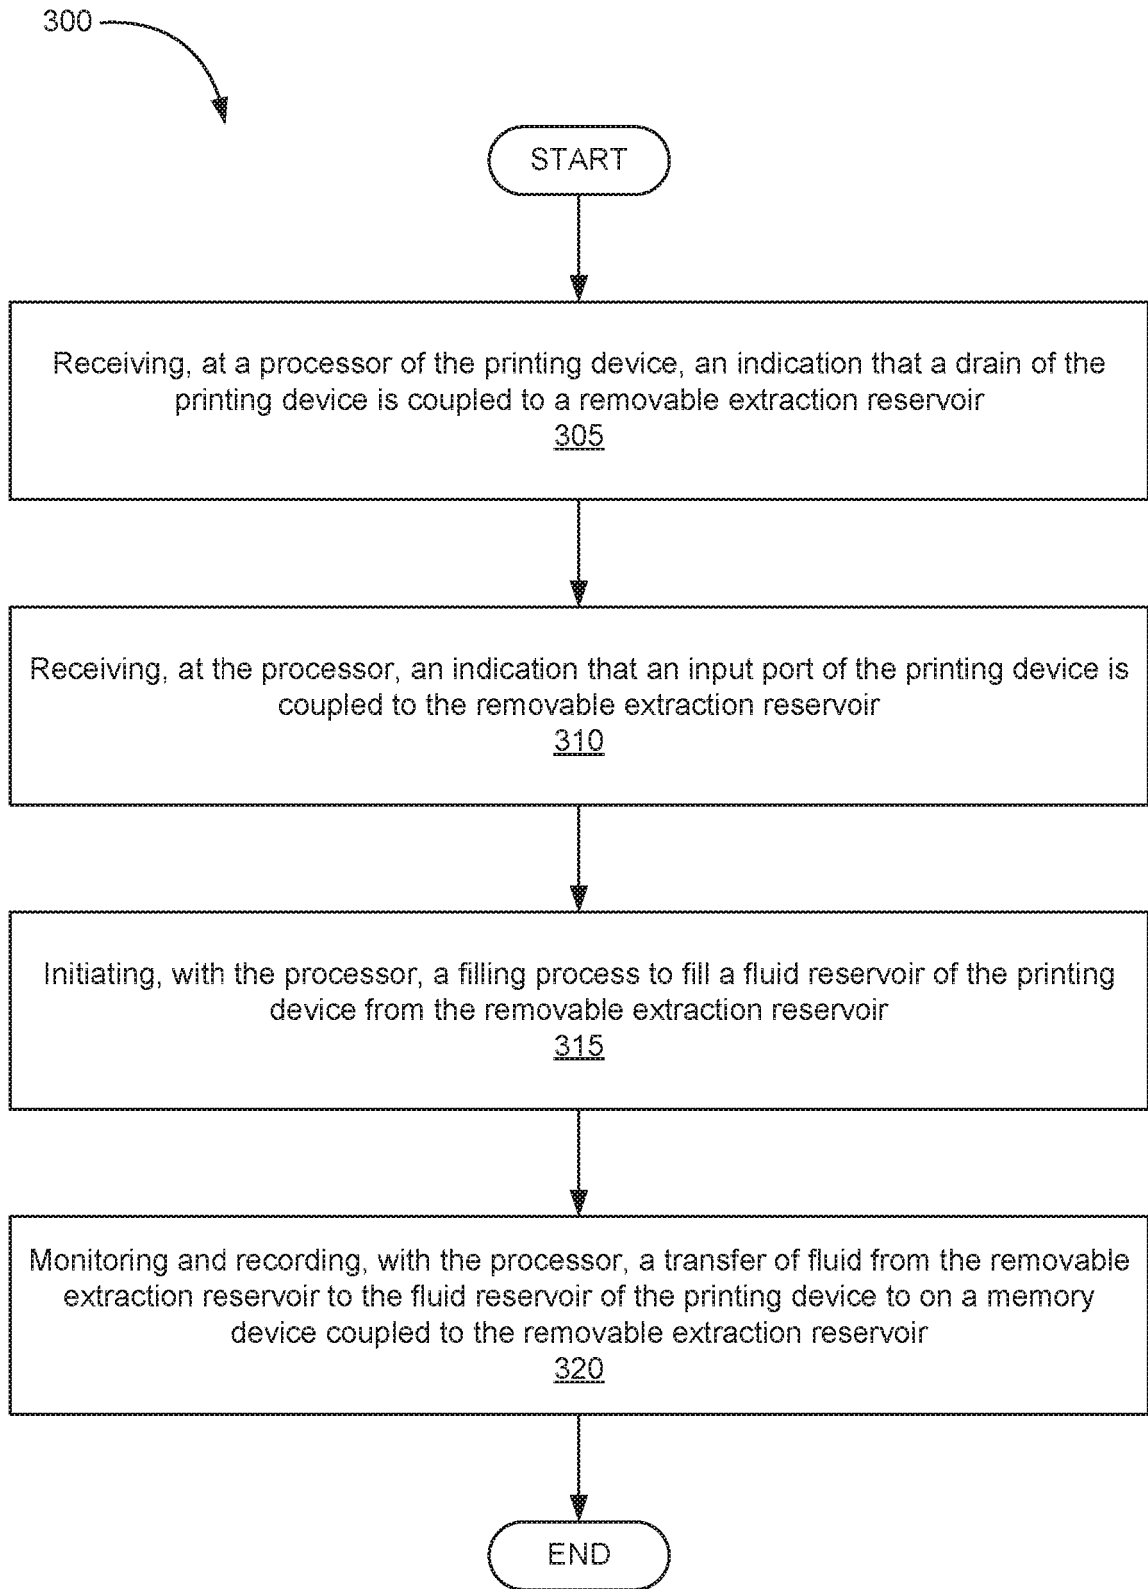 300
START
Receiving, at a processor of the printing device, an indication that a drain of the
printing device is coupled to a removable extraction reservoir
305
Receiving, at the processor, an indication that an input port of the printing device is
coupled to the removable extraction reservoir
310
Initiating, with the processor, a filling process to fill a fluid reservoir of the printing
device from the removable extraction reservoir
315
Monitoring and recording, with the processor, a transfer of fluid from the removable
extraction reservoir to the fluid reservoir of the printing device to on a memory
device coupled to the removable extraction reservoir
320
END